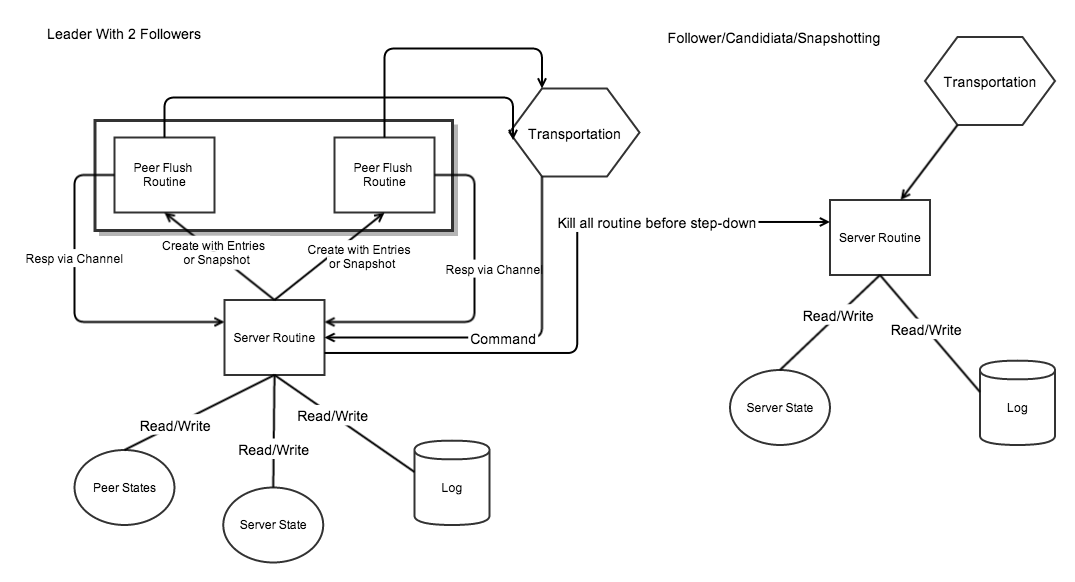 Leader With 2 Followers
Follower/Candidiata/Snapshotting
Transportation
Transportation
Peer Flush
Routine
Peer Flush
Routine
Kill all routine before step-down
Server Routine
Create with Entries
or Snapshot
Create with Entries
or Snapshot
Resp via Channel
Resp via Channel
Server Routine
Command
Read/Write
Read/Write
Read/Write
Read/Write
Read/Write
Server State
Log
Peer States
Log
Server State